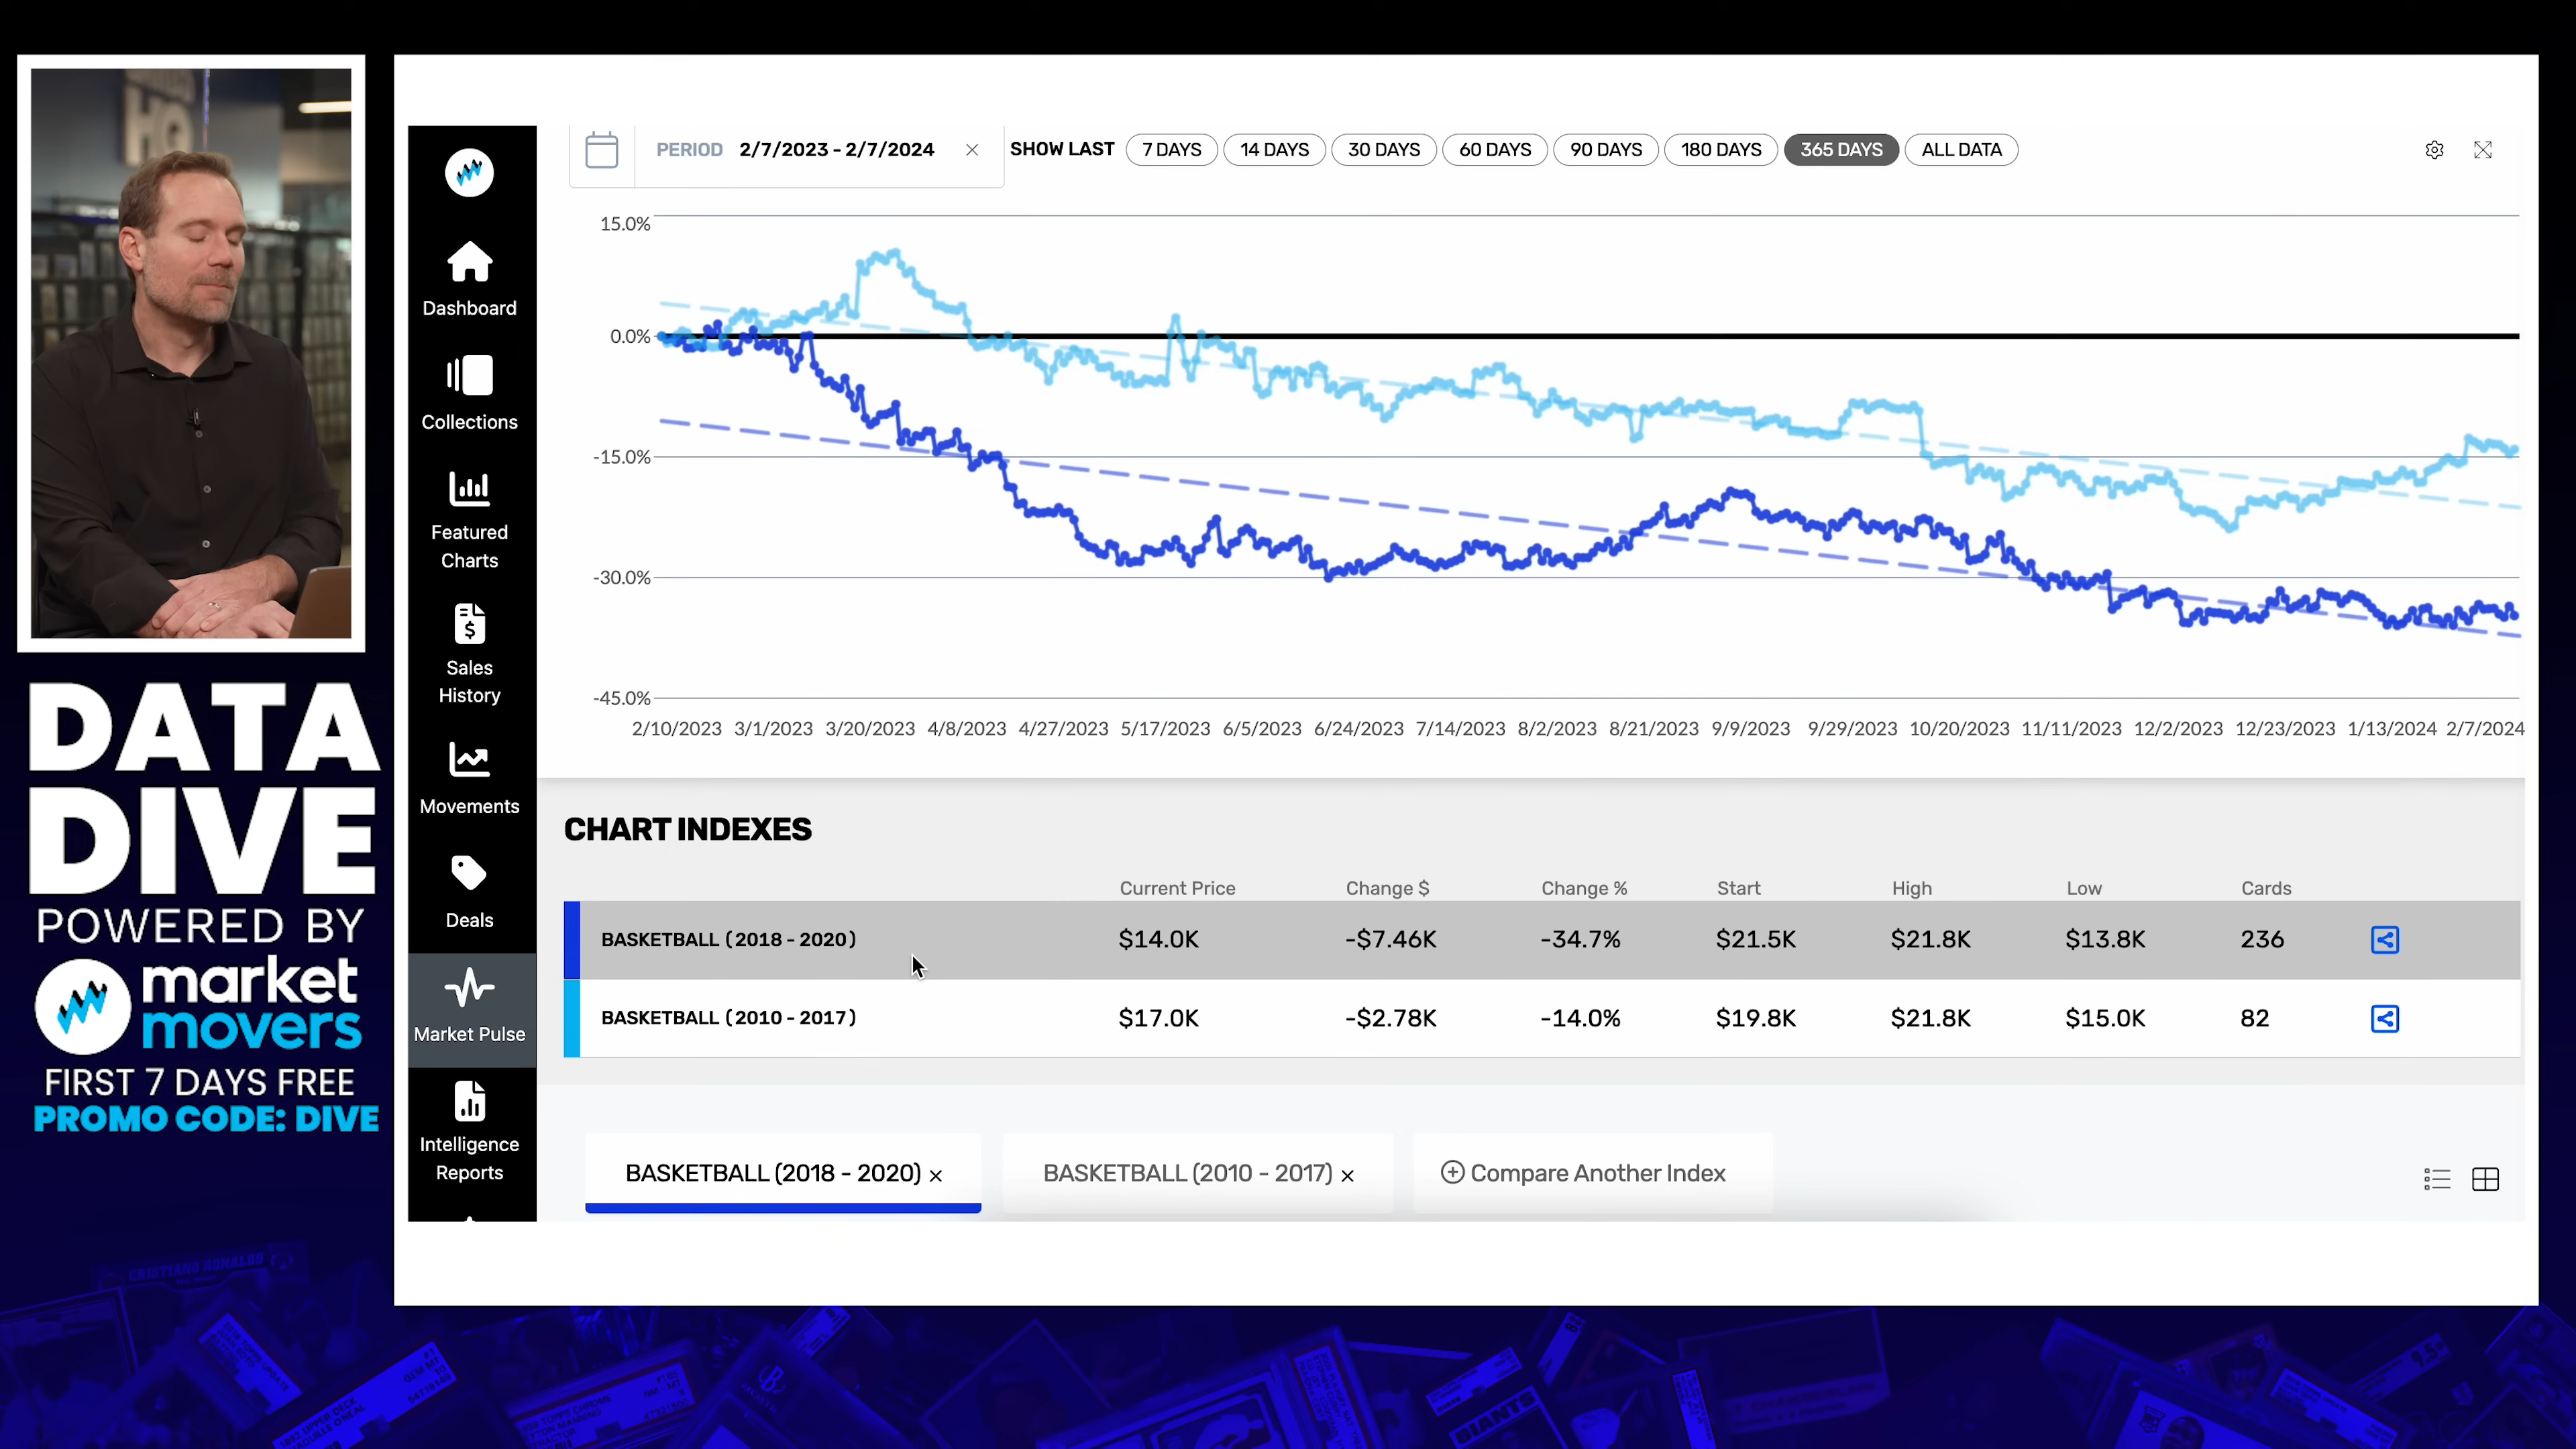 HQ
DATA
DIVE
POWERED BY
market
movers
FIRST 7 DAYS FREE
PROMO CODE: DIVE
Dashboard
Collections
Featured
Charts
Sales
History
Movements
Deals
Market Pulse
Intelligence
Reports
PERIOD 2/7/2023 - 2/7/2024 × SHOW LAST 7 DAYS 14 DAYS 30 DAYS 60 DAYS 90 DAYS 180 DAYS 365 DAYS ALL DATA
15.0%
0.0%
-15.0%
-30.0%
-45.0%
2/10/2023 3/1/2023 3/20/2023 4/8/2023 4/27/2023 5/17/2023 6/5/2023 6/24/2023 7/14/2023 8/2/2023 8/21/2023 9/9/2023 9/29/2023 10/20/2023 11/11/2023 12/2/2023 12/23/2023 1/13/2024 2/7/2024
CHART INDEXES
Current Price Change $ Change % Start High Low Cards
BASKETBALL (2018 - 2020) $14.0K -$7.46K -34.7% $21.5K $21.8K $13.8K 236
BASKETBALL (2010 - 2017) $17.0K -$2.78K -14.0% $19.8K $21.8K $15.0K 82
BASKETBALL (2018 - 2020) × BASKETBALL (2010 - 2017) × Compare Another Index
CRISTIANO RONALDO
GIANTS
9.5